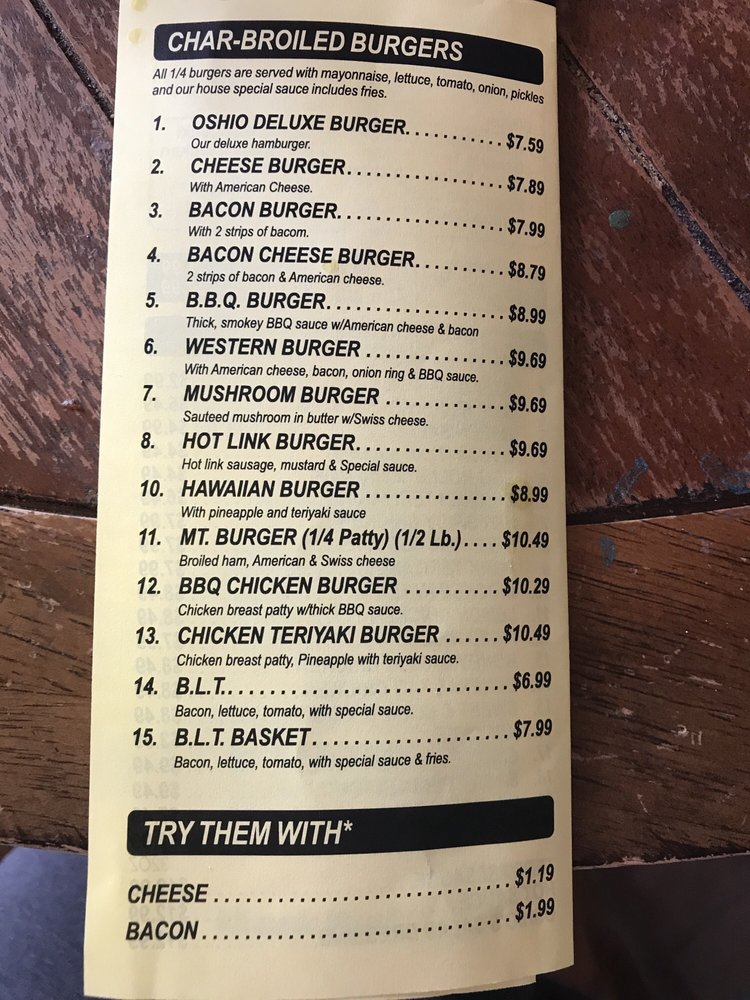 CHAR-BROILED BURGERS
All 1/4 burgers are served with mayonnaise, lettuce, tomato, onion, pickles
and our house special sauce includes fries.
1. OSHIO DELUXE BURGER. . . . . . . . . . . $7.59
Our deluxe hamburger.
2. CHEESE BURGER. . . . . . . . . . . . . . . . . $7.89
With American Cheese.
3. BACON BURGER. . . . . . . . . . . . . . . . . . $7.99
With 2 strips of bacom.
4. BACON CHEESE BURGER. . . . . . . . . . $8.79
2 strips of bacon & American cheese.
5. B.B.Q. BURGER. . . . . . . . . . . . . . . . . . . $8.99
Thick, smokey BBQ sauce w/American cheese & bacon
6. WESTERN BURGER . . . . . . . . . . . . . . . $9.69
With American cheese, bacon, onion ring & BBQ sauce.
7. MUSHROOM BURGER . . . . . . . . . . . . . $9.69
Sauteed mushroom in butter w/Swiss cheese.
8. HOT LINK BURGER. . . . . . . . . . . . . . . . $9.69
Hot link sausage, mustard & Special sauce.
10. HAWAIIAN BURGER . . . . . . . . . . . . . . . $8.99
With pineapple and teriyaki sauce
11. MT. BURGER (1/4 Patty) (1/2 Lb.). . . . $10.49
Broiled ham, American & Swiss cheese
12. BBQ CHICKEN BURGER . . . . . . . . . . $10.29
Chicken breast patty w/thick BBQ sauce.
13. CHICKEN TERIYAKI BURGER . . . . . . $10.49
Chicken breast patty, Pineapple with teriyaki sauce.
14. B.L.T.. . . . . . . . . . . . . . . . . . . . . . . . . . . . $6.99
Bacon, lettuce, tomato, with special sauce.
15. B.L.T. BASKET. . . . . . . . . . . . . . . . . . . . $7.99
Bacon, lettuce, tomato, with special sauce & fries.
TRY THEM WITH*
CHEESE . . . . . . . . . . . . . . . . . . . . . . . . . . . . . $1.19
BACON. . . . . . . . . . . . . . . . . . . . . . . . . . . . . . $1.99